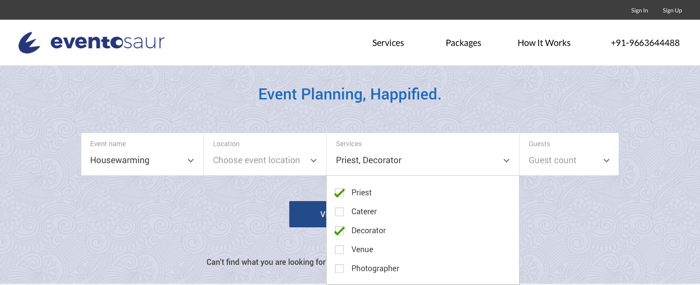 Sign In Sign Up
eventosaur
Services Packages How It Works +91-9663644488
Event Planning, Happified.
Event name Location Services Guests
Housewarming Choose event location Priest, Decorator Guest count
Priest
Caterer
Decorator
Venue
Photographer
Can't find what you are looking for